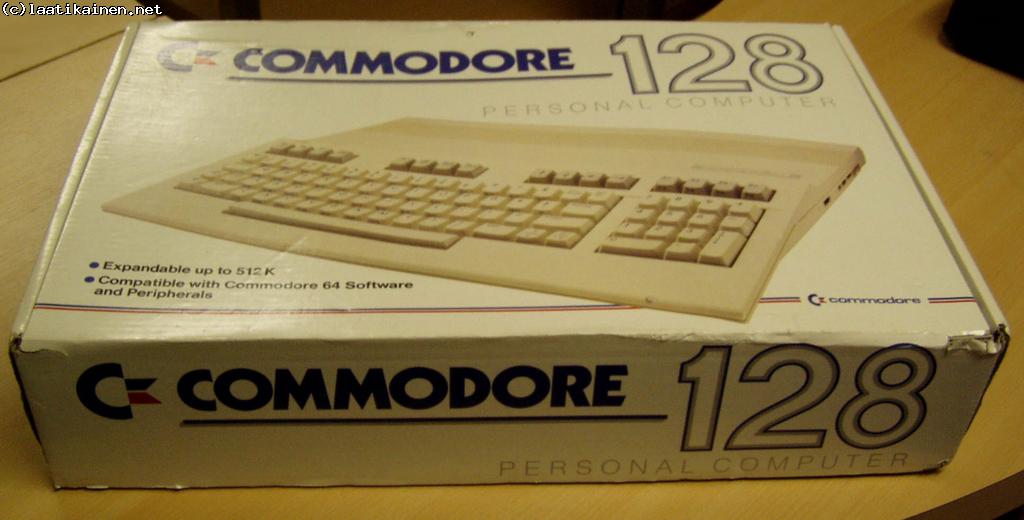 (c)laatikainen.net
COMMODORE 128
PERSONAL COMPUTER
Expandable up to 512 K
Compatible with Commodore 64 Software
and Peripherals
commodore
COMMODORE 128
PERSONAL COMPUTER